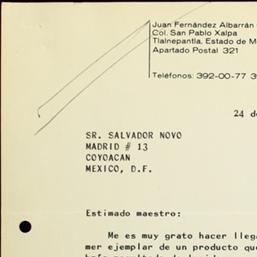 Juan Fernández Albarrán
Col. San Pablo Xalpa
Tlalnepantla, Estado de M
Apartado Postal 321
Teléfonos: 392-00-77 3
24 de
SR. SALVADOR NOVO
MADRID # 13
COYOACAN
MEXICO, D.F.
Estimado maestro:
Me es muy grato hacer llega
mer ejemplar de un producto que